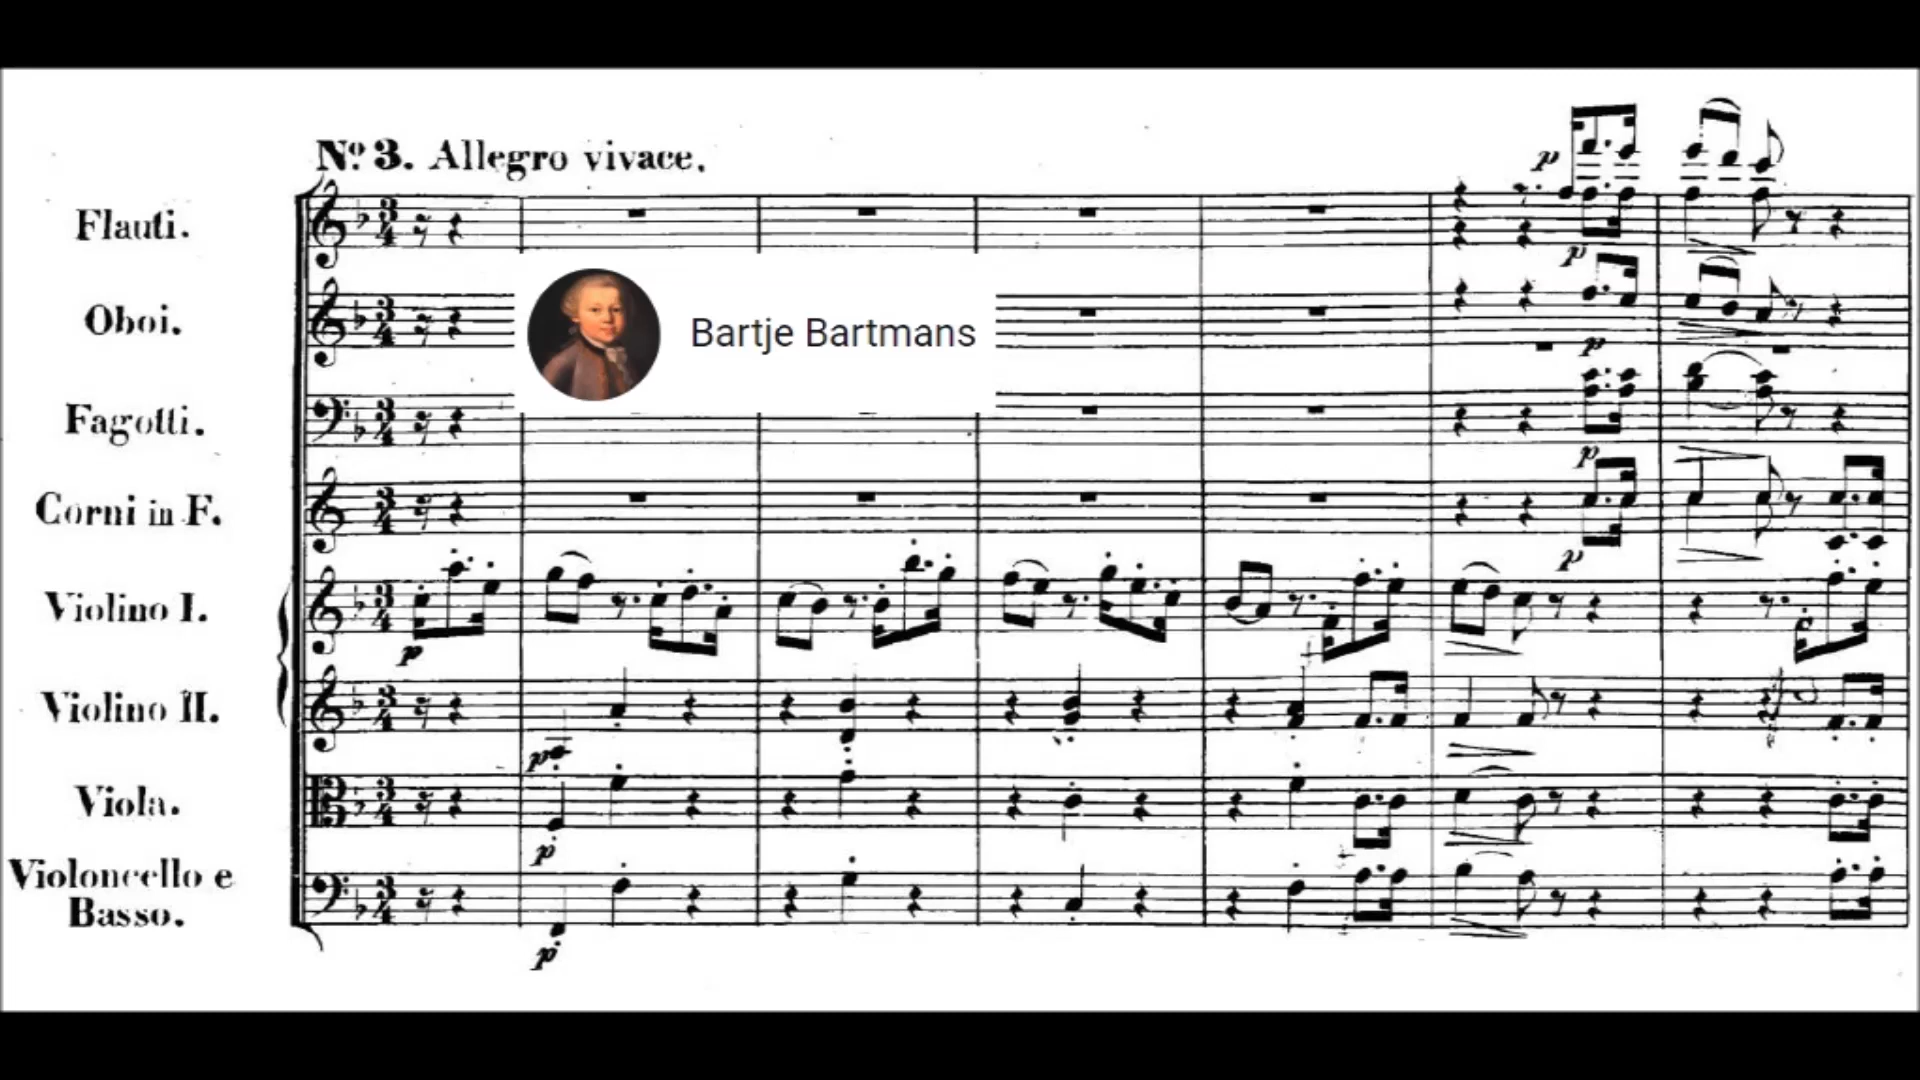 Nº 3. Allegro vivace.
Flauti.
Oboi.
Bartje Bartmans
Fagotti.
Corni in F.
Violino I.
Violino II.
Viola.
Violoncello e
Basso.